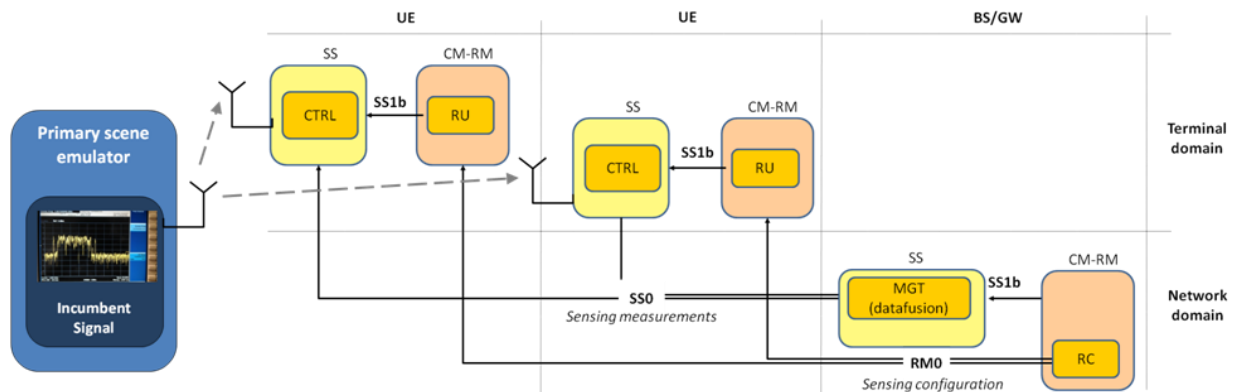 UE
UE
BS/GW
SS
CM-RM
CTRL
SS1b
RU
SS
CM-RM
CTRL
SS1b
RU
Terminal
domain
Primary scene
emulator
Incumbent
Signal
SS
CM-RM
MGT
(datafusion)
SS1b
RC
Network
domain
SS0
Sensing measurements
RM0
Sensing configuration